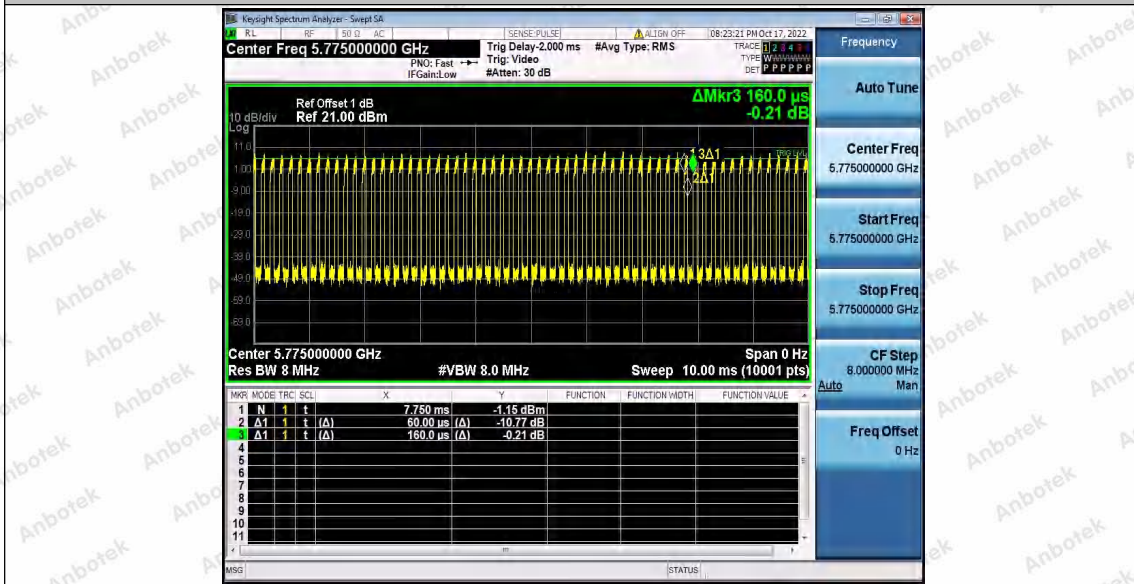 Keysight Spectrum Analyzer - Swept SA
RL RF 50 Ω AC SENSE:PULSE ALIGN OFF 08:23:21 PM Oct 17, 2022
Center Freq 5.775000000 GHz
PNO: Fast
IFGain:Low
Trig Delay-2.000 ms
Trig: Video
#Atten: 30 dB
#Avg Type: RMS
TRACE 1 2 3 4 5 6
TYPE WWWWWW
DET P P P P P P
ΔMkr3 160.0 µs
-0.21 dB
Ref Offset 1 dB
10 dB/div Ref 21.00 dBm
Log
11.0
1.00
-9.00
-19.0
-29.0
-39.0
-49.0
-59.0
-69.0
1 3Δ1
2Δ1
TRIG LVL
Center 5.775000000 GHz Span 0 Hz
Res BW 8 MHz #VBW 8.0 MHz Sweep 10.00 ms (10001 pts)
MKR MODE TRC SCL X Y FUNCTION FUNCTION WIDTH FUNCTION VALUE
1 N 1 t 7.750 ms -1.15 dBm
2 Δ1 1 t (Δ) 60.00 µs (Δ) -10.77 dB
3 Δ1 1 t (Δ) 160.0 µs (Δ) -0.21 dB
4
5
6
7
8
9
10
11
MSG STATUS
Frequency
Auto Tune
Center Freq
5.775000000 GHz
Start Freq
5.775000000 GHz
Stop Freq
5.775000000 GHz
CF Step
8.000000 MHz
Auto Man
Freq Offset
0 Hz
Anbotek